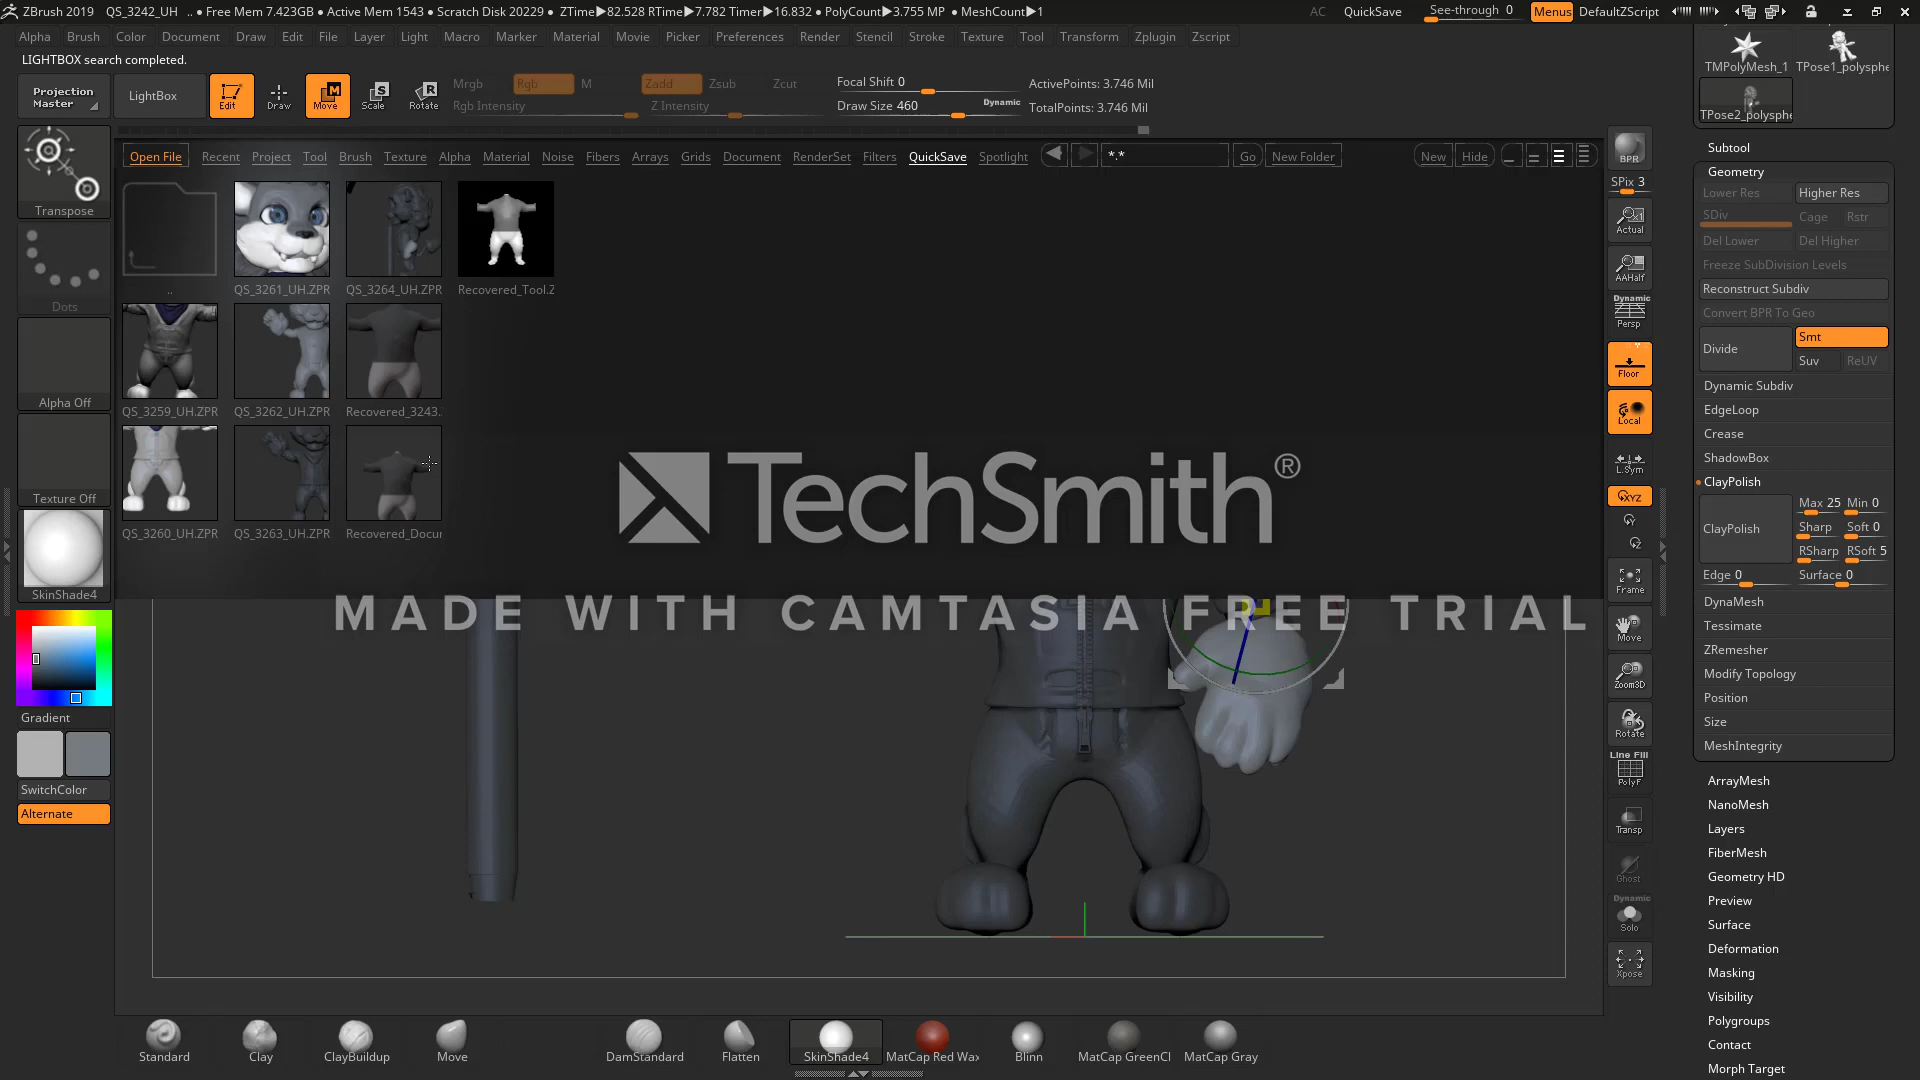 ZBrush 2019 QS_3242_UH .. • Free Mem 7.423GB • Active Mem 1543 • Scratch Disk 20229 • ZTime▶82.528 RTime▶7.782 Timer▶16.832 • PolyCount▶3.755 MP • MeshCount▶1 AC QuickSave See-through 0 Menus DefaultZScript
Alpha Brush Color Document Draw Edit File Layer Light Macro Marker Material Movie Picker Preferences Render Stencil Stroke Texture Tool Transform Zplugin Zscript
LIGHTBOX search completed.
Projection Master LightBox Edit Draw Move Scale Rotate
Mrgb Rgb M Zadd Zsub Zcut Focal Shift 0 ActivePoints: 3.746 Mil
Rgb Intensity Z Intensity Draw Size 460 Dynamic TotalPoints: 3.746 Mil
Open File Recent Project Tool Brush Texture Alpha Material Noise Fibers Arrays Grids Document RenderSet Filters QuickSave Spotlight *.* Go New Folder New Hide
.. QS_3261_UH.ZPR QS_3264_UH.ZPR Recovered_Tool.Z
QS_3259_UH.ZPR QS_3262_UH.ZPR Recovered_3243.
QS_3260_UH.ZPR QS_3263_UH.ZPR Recovered_Docur
Transpose
Dots
Alpha Off
Texture Off
SkinShade4
Gradient
SwitchColor
Alternate
TechSmith®
MADE WITH CAMTASIA FREE TRIAL
BPR
SPix 3
Actual
AAHalf
Dynamic
Persp
Floor
Local
L.Sym
XYZ
Y
Z
Frame
Move
Zoom3D
Rotate
Line Fill
PolyF
Transp
Ghost
Dynamic
Solo
Xpose
TMPolyMesh_1 TPose1_polysphe
TPose2_polysphe
Subtool
Geometry
Lower Res Higher Res
SDiv Cage Rstr
Del Lower Del Higher
Freeze SubDivision Levels
Reconstruct Subdiv
Convert BPR To Geo
Divide Smt
Suv ReUV
Dynamic Subdiv
EdgeLoop
Crease
ShadowBox
ClayPolish
ClayPolish Max 25 Min 0
Sharp Soft 0
RSharp RSoft 5
Edge 0 Surface 0
DynaMesh
Tessimate
ZRemesher
Modify Topology
Position
Size
MeshIntegrity
ArrayMesh
NanoMesh
Layers
FiberMesh
Geometry HD
Preview
Surface
Deformation
Masking
Visibility
Polygroups
Contact
Morph Target
Standard Clay ClayBuildup Move DamStandard Flatten SkinShade4 MatCap Red Wax Blinn MatCap GreenCl MatCap Gray